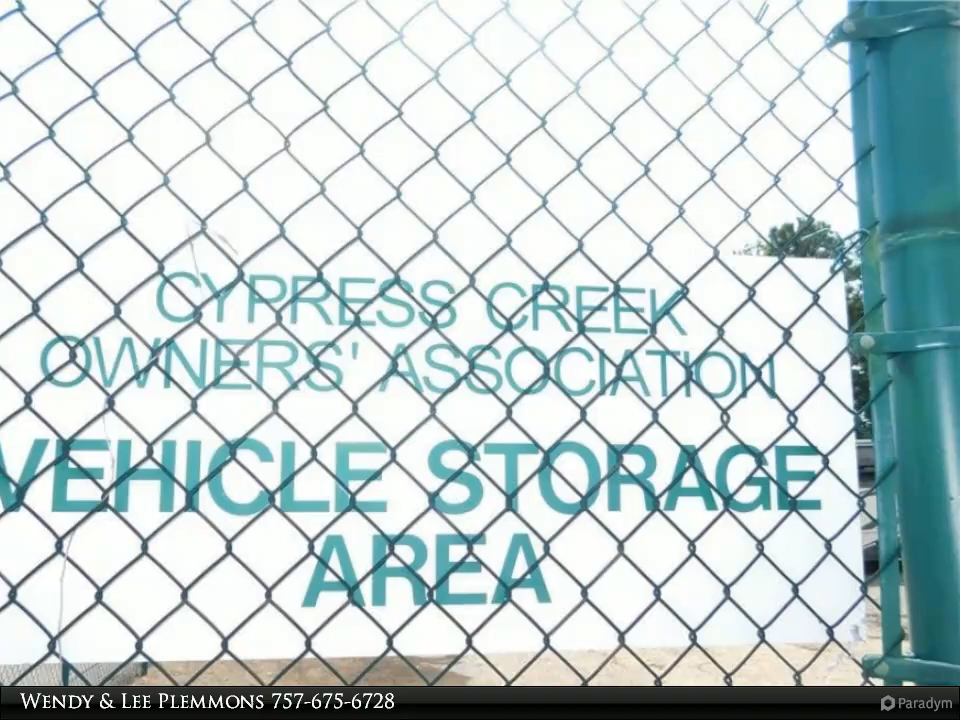 CYPRESS CREEK
OWNERS' ASSOCIATION
VEHICLE STORAGE
AREA
Wendy & Lee Plemmons 757-675-6728
Paradym